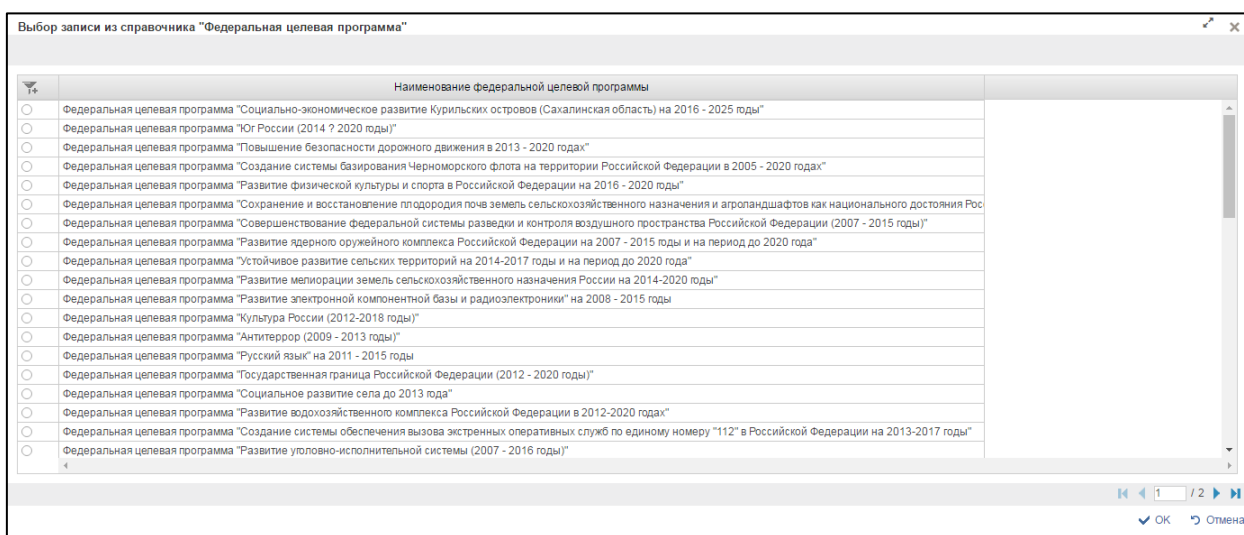 Выбор записи из справочника "Федеральная целевая программа"
Наименование федеральной целевой программы
Федеральная целевая программа "Социально-экономическое развитие Курильских островов (Сахалинская область) на 2016 - 2025 годы"
Федеральная целевая программа "Юг России (2014 ? 2020 годы)"
Федеральная целевая программа "Повышение безопасности дорожного движения в 2013 - 2020 годах"
Федеральная целевая программа "Создание системы базирования Черноморского флота на территории Российской Федерации в 2005 - 2020 годах"
Федеральная целевая программа "Развитие физической культуры и спорта в Российской Федерации на 2016 - 2020 годы"
Федеральная целевая программа "Сохранение и восстановление плодородия почв земель сельскохозяйственного назначения и агроландшафтов как национального достояния Рос
Федеральная целевая программа "Совершенствование федеральной системы разведки и контроля воздушного пространства Российской Федерации (2007 - 2015 годы)"
Федеральная целевая программа "Развитие ядерного оружейного комплекса Российской Федерации на 2007 - 2015 годы и на период до 2020 года"
Федеральная целевая программа "Устойчивое развитие сельских территорий на 2014-2017 годы и на период до 2020 года"
Федеральная целевая программа "Развитие мелиорации земель сельскохозяйственного назначения России на 2014-2020 годы"
Федеральная целевая программа "Развитие электронной компонентной базы и радиоэлектроники" на 2008 - 2015 годы
Федеральная целевая программа "Культура России (2012-2018 годы)"
Федеральная целевая программа "Антитеррор (2009 - 2013 годы)"
Федеральная целевая программа "Русский язык" на 2011 - 2015 годы
Федеральная целевая программа "Государственная граница Российской Федерации (2012 - 2020 годы)"
Федеральная целевая программа "Социальное развитие села до 2013 года"
Федеральная целевая программа "Развитие водохозяйственного комплекса Российской Федерации в 2012-2020 годах"
Федеральная целевая программа "Создание системы обеспечения вызова экстренных оперативных служб по единому номеру "112" в Российской Федерации на 2013-2017 годы"
Федеральная целевая программа "Развитие уголовно-исполнительной системы (2007 - 2016 годы)"
1 / 2
ОК Отмена